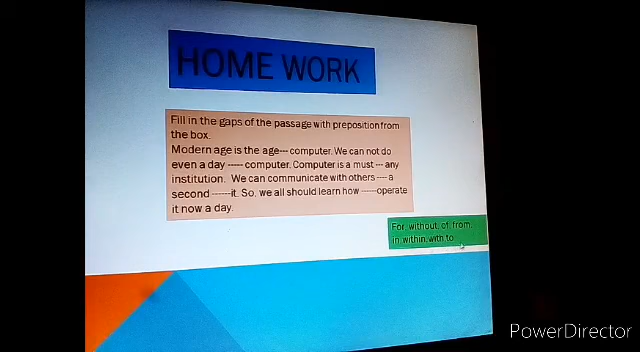 HOME WORK
Fill in the gaps of the passage with preposition from
the box.
Modern age is the age--- computer. We can not do
even a day ----- computer. Computer is a must --- any
institution. We can communicate with others ---- a
second ------it. So, we all should learn how -----operate
it now a day.
For, without, of, from,
in, within, with to
PowerDirector